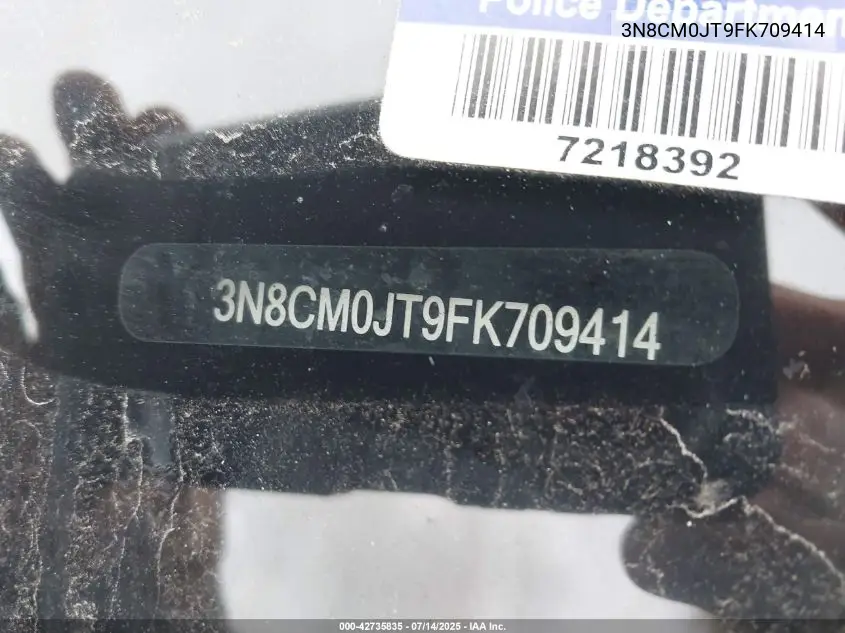 Police Department
3N8CM0JT9FK709414
7218392
3N8CM0JT9FK709414
000-42735835 - 07/14/2025 - IAA Inc.